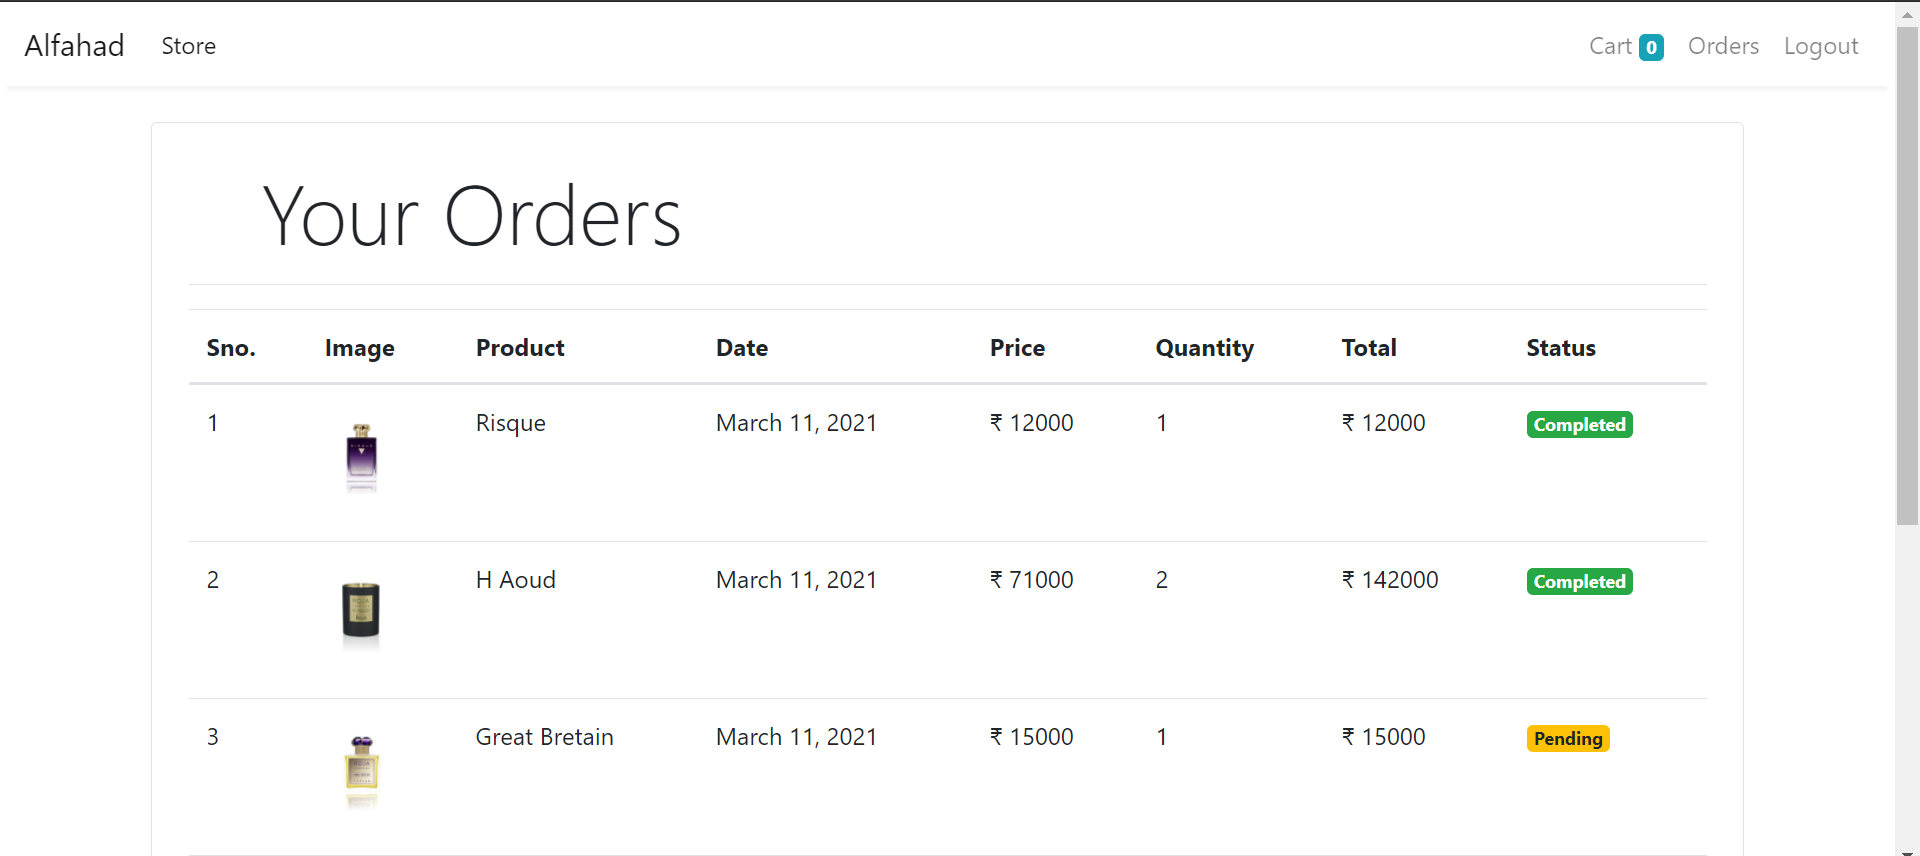 Alfahad Store Cart 0 Orders Logout
Your Orders
Sno. Image Product Date Price Quantity Total Status
1 Risque March 11, 2021 ₹ 12000 1 ₹ 12000 Completed
2 H Aoud March 11, 2021 ₹ 71000 2 ₹ 142000 Completed
3 Great Bretain March 11, 2021 ₹ 15000 1 ₹ 15000 Pending